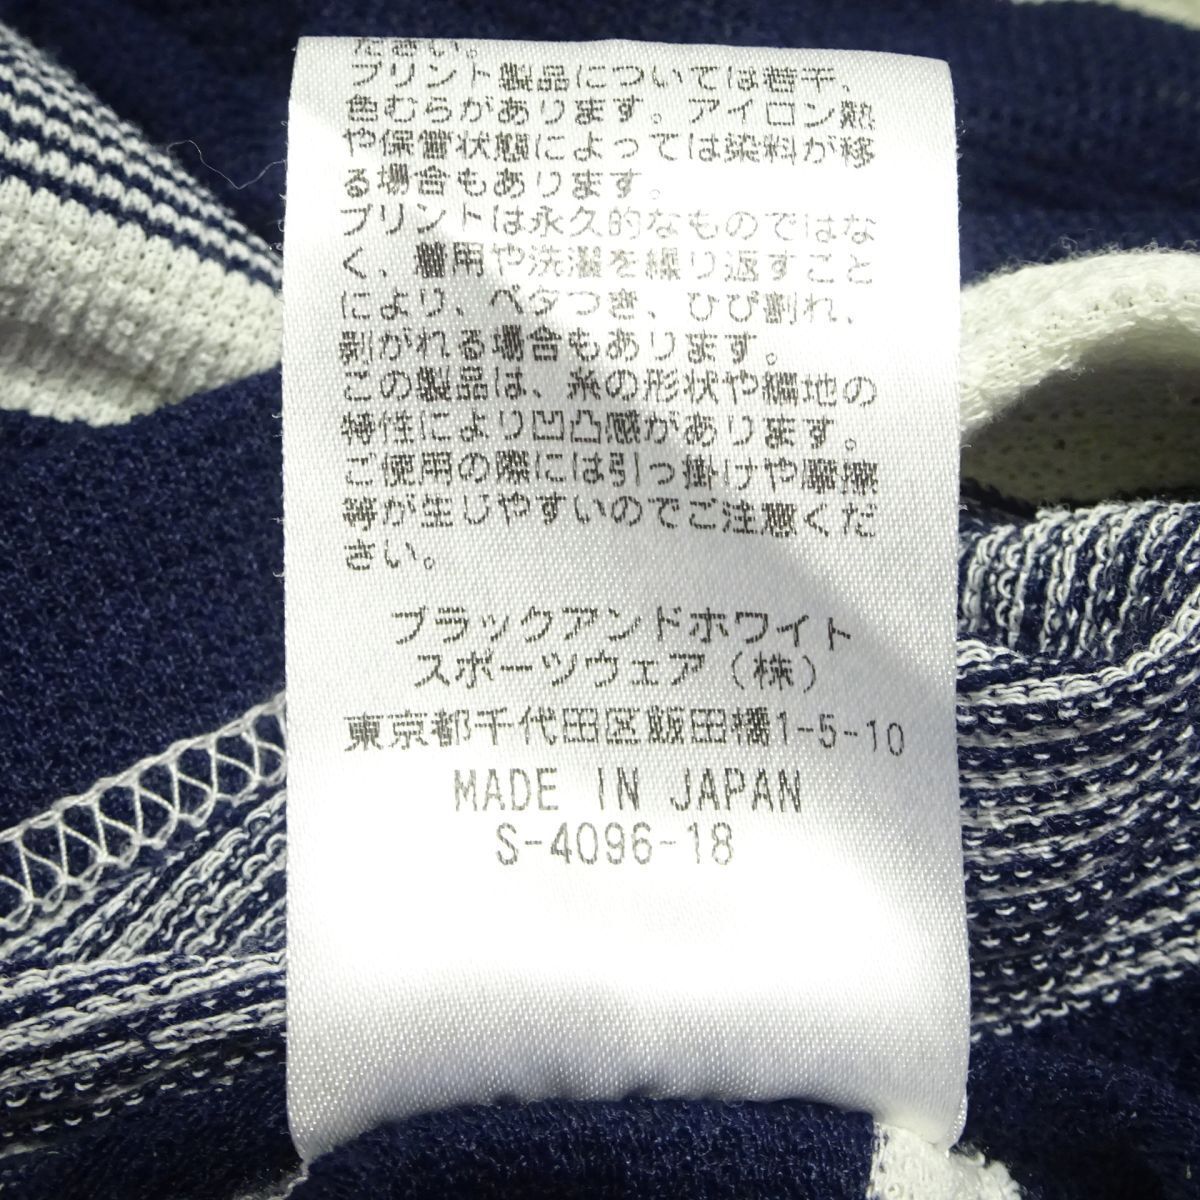 ださい。
プリント製品については若干、
色むらがあります。アイロン熱
や保管状態によっては染料が移
る場合もあります。
プリントは永久的なものではな
く、着用や洗濯を繰り返すごと
により、ベタつき、ひび割れ、
剥がれる場合もあります。
この製品は、糸の形状や編地の
特性により凹凸感があります。
ご使用の際には引っ掛けや摩擦
等が生じやすいのでご注意くだ
さい。
ブラックアンドホワイト
スポーツウェア(株)
東京都千代田区飯田橋1-5-10
MADE IN JAPAN
S-4096-18